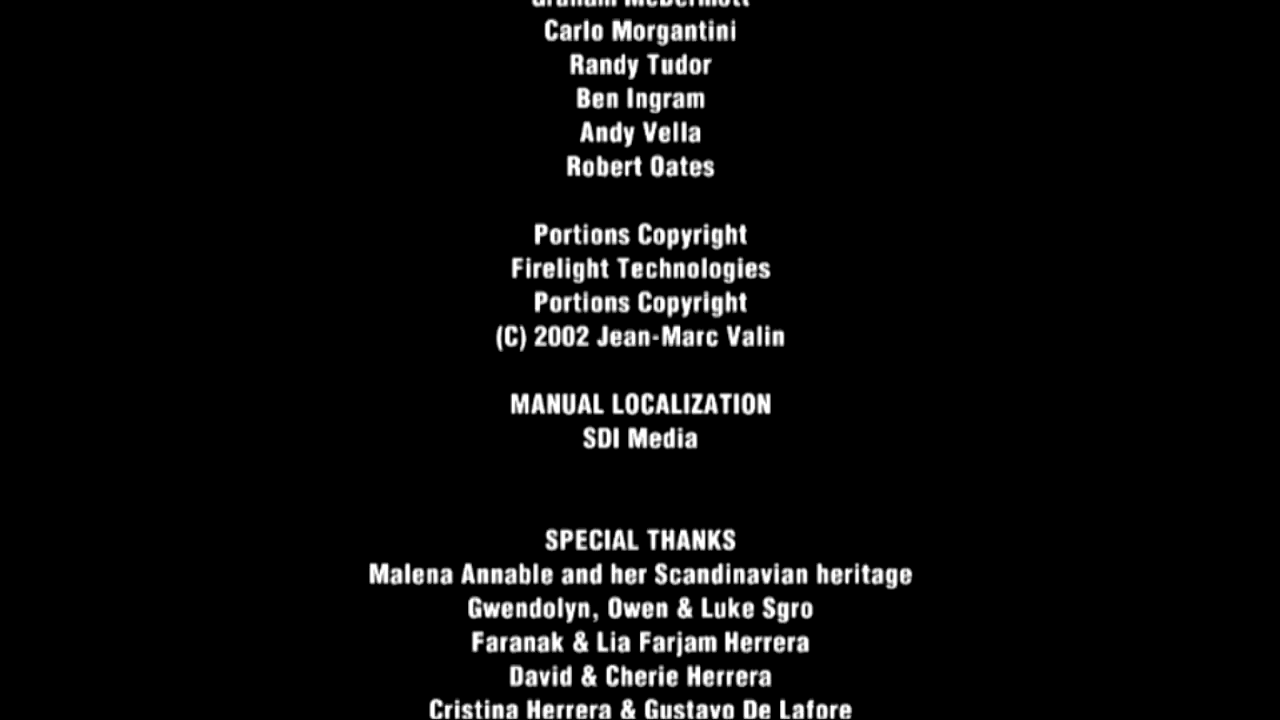 Graham McDermott
Carlo Morgantini
Randy Tudor
Ben Ingram
Andy Vella
Robert Oates
Portions Copyright
Firelight Technologies
Portions Copyright
(C) 2002 Jean-Marc Valin
MANUAL LOCALIZATION
SDI Media
SPECIAL THANKS
Malena Annable and her Scandinavian heritage
Gwendolyn, Owen & Luke Sgro
Faranak & Lia Farjam Herrera
David & Cherie Herrera
Cristina Herrera & Gustavo De Lafore